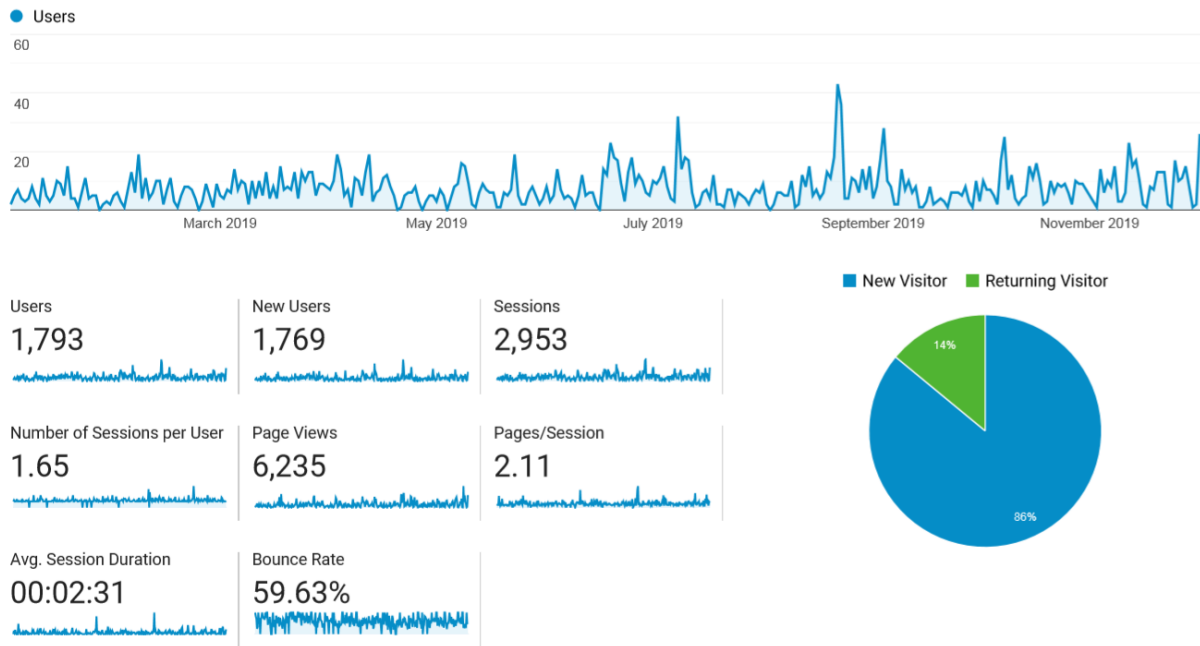 Users
60
40
20
March 2019 May 2019 July 2019 September 2019 November 2019
New Visitor Returning Visitor
14%
86%
Users
1,793
New Users
1,769
Sessions
2,953
Number of Sessions per User
1.65
Page Views
6,235
Pages/Session
2.11
Avg. Session Duration
00:02:31
Bounce Rate
59.63%